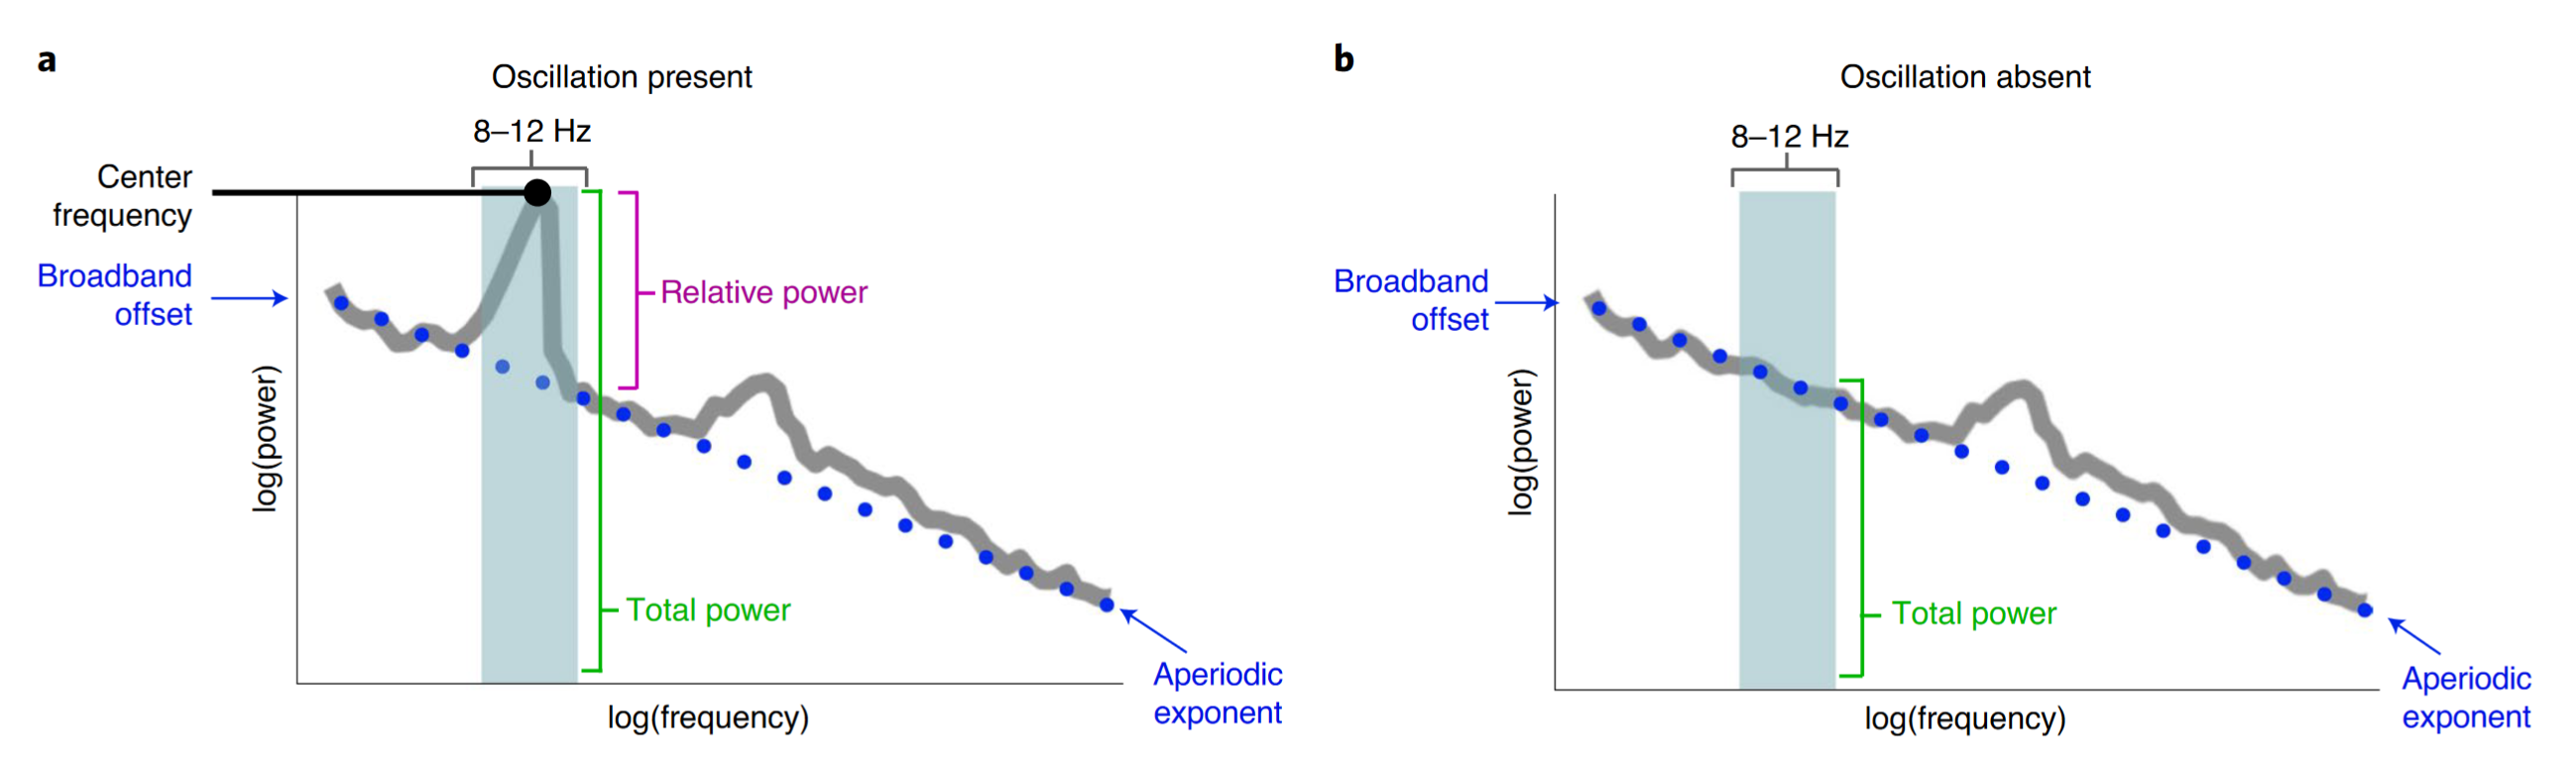 a
Oscillation present
8–12 Hz
Center
frequency
Broadband
offset
Relative power
log(power)
Total power
Aperiodic
exponent
log(frequency)
b
Oscillation absent
8–12 Hz
Broadband
offset
log(power)
Total power
Aperiodic
exponent
log(frequency)